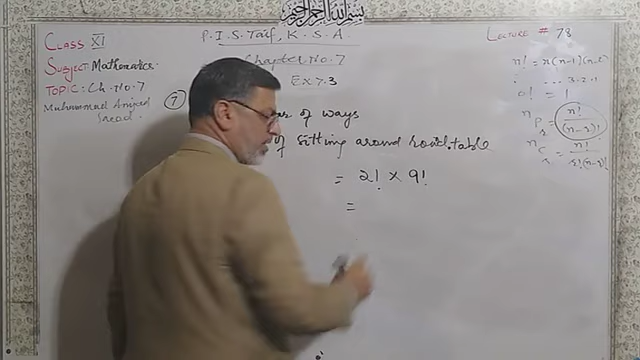 بسم الله الرحمن الرحيم
P.I.S Taif, K.S.A
Lecture # 78
Class XI
Subject Mathematics
TOPIC: Ch. No. 7
Muhammad Amjad
Chapter No. 7
Ex 7.3
n! = n(n-1)(n-2)
3.2.1
0! = 1
nPr = n!/(n-r)!
nCr = n!/r!(n-r)!
(7)
of ways
of sitting around round table
= 2! × 9!
=